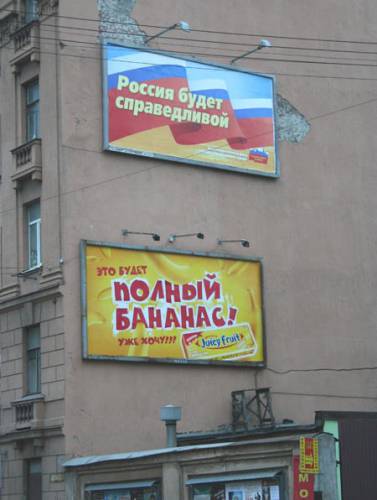 Россия будет
справедливой
ЭТО БУДЕТ
ПОЛНЫЙ
БАНАНАС!
УЖЕ ХОЧУ???
Juicy Fruit